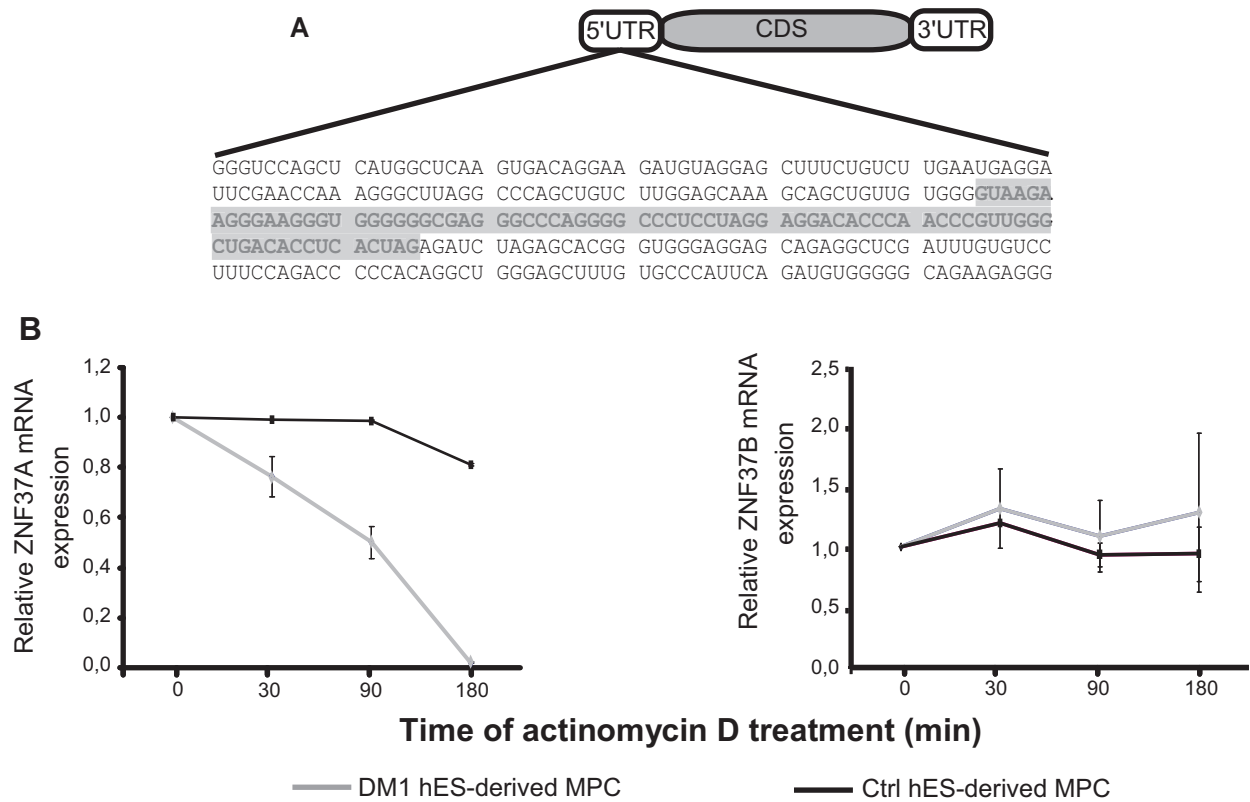 A
5'UTR CDS 3'UTR
GGGUCCAGCU CAUGGCUCAA GUGACAGGAA GAUGUAGGAG CUUUCUGUCU UGAAUGAGGA
UUCGAACCAA AGGGCUUAGG CCCAGCUGUC UUGGAGCAAA GCAGCUGUUG UGGGGUAAGA
AGGGAAGGGU GGGGGGCGAG GGCCCAGGGG CCCUCCUAGG AGGACACCCA ACCCGUUGGG
CUGACACCUC ACUAGAGAUC UAGAGCACGG GUGGGAGGAG CAGAGGCUCG AUUUGUGUCC
UUUCCAGACC CCCACAGGCU GGGAGCUUUG UGCCCAUUCA GAUGUGGGGG CAGAAGAGGG
B
Relative ZNF37A mRNA
expression
1,2
1,0
0,8
0,6
0,4
0,2
0,0
0 30 90 180
Relative ZNF37B mRNA
expression
2,5
2,0
1,5
1,0
0,5
0,0
0 30 90 180
Time of actinomycin D treatment (min)
DM1 hES-derived MPC
Ctrl hES-derived MPC